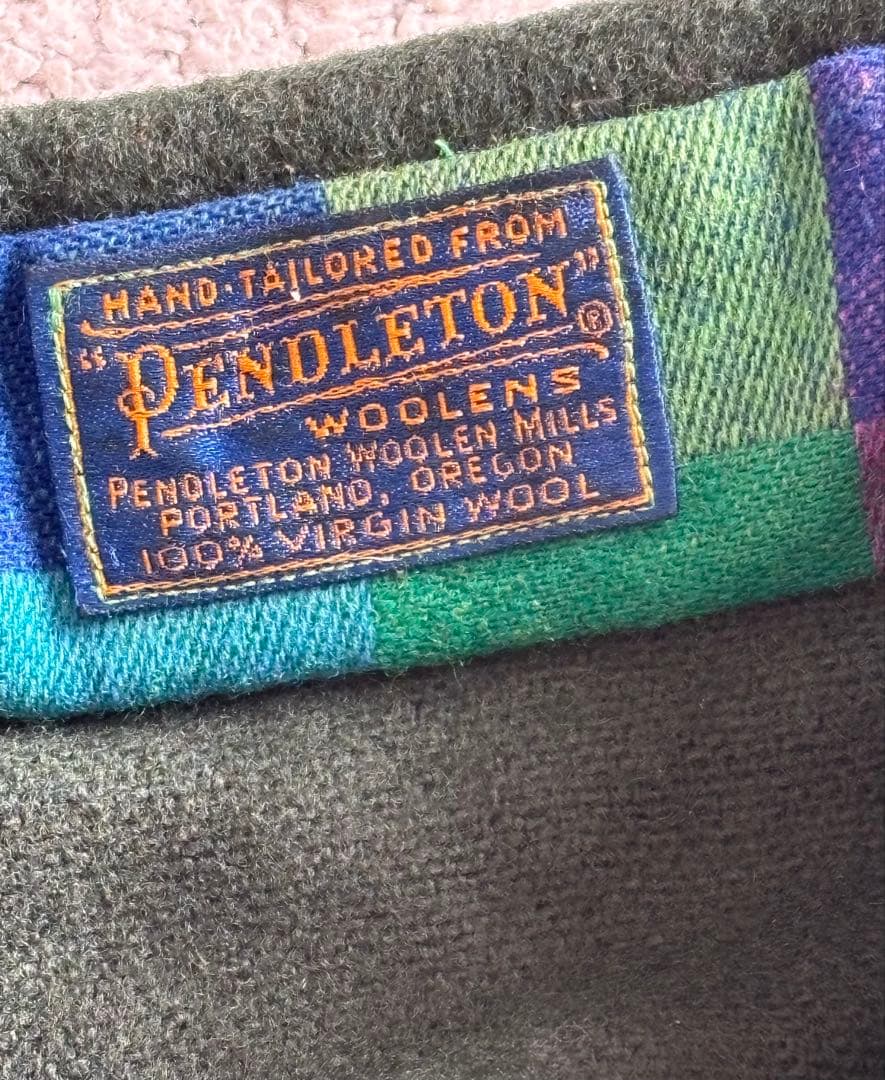 HAND-TAILORED FROM
"PENDLETON"®
WOOLENS
PENDLETON WOOLEN MILLS
PORTLAND, OREGON
100% VIRGIN WOOL